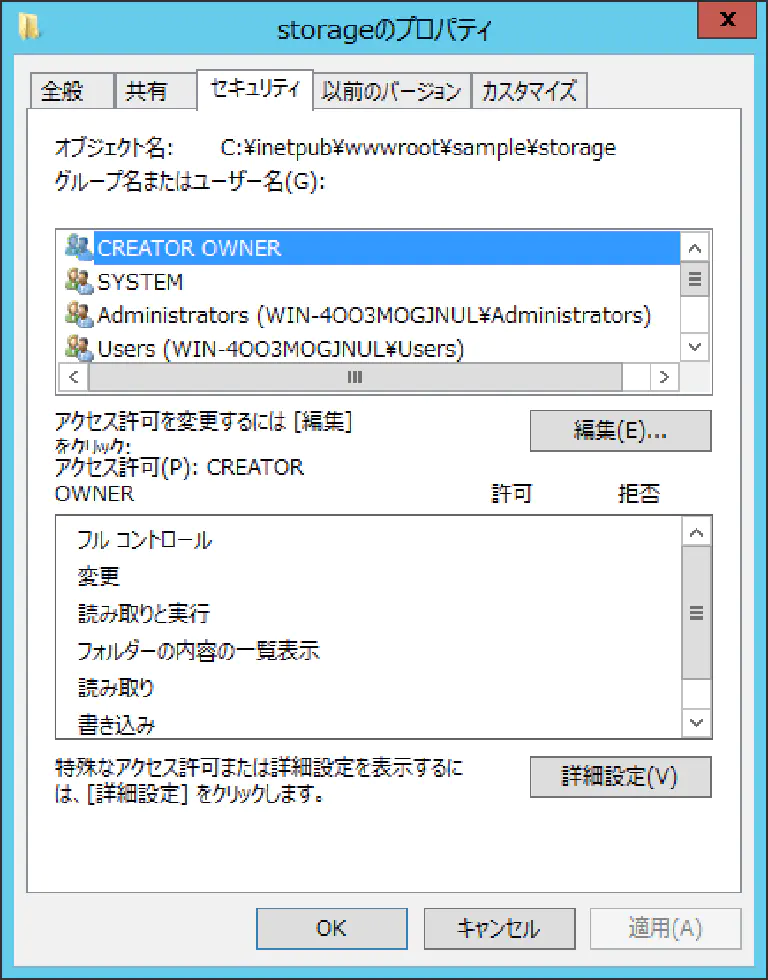 storageのプロパティ
全般 共有 セキュリティ 以前のバージョン カスタマイズ
オブジェクト名: C:¥inetpub¥wwwroot¥sample¥storage
グループ名またはユーザー名(G):
CREATOR OWNER
SYSTEM
Administrators (WIN-4OO3MOGJNUL¥Administrators)
Users (WIN-4OO3MOGJNUL¥Users)
アクセス許可を変更するには [編集]
をクリック:
編集(E)...
アクセス許可(P): CREATOR
OWNER 許可 拒否
フル コントロール
変更
読み取りと実行
フォルダーの内容の一覧表示
読み取り
書き込み
特殊なアクセス許可または詳細設定を表示するに
は、[詳細設定] をクリックします。
詳細設定(V)
OK キャンセル 適用(A)